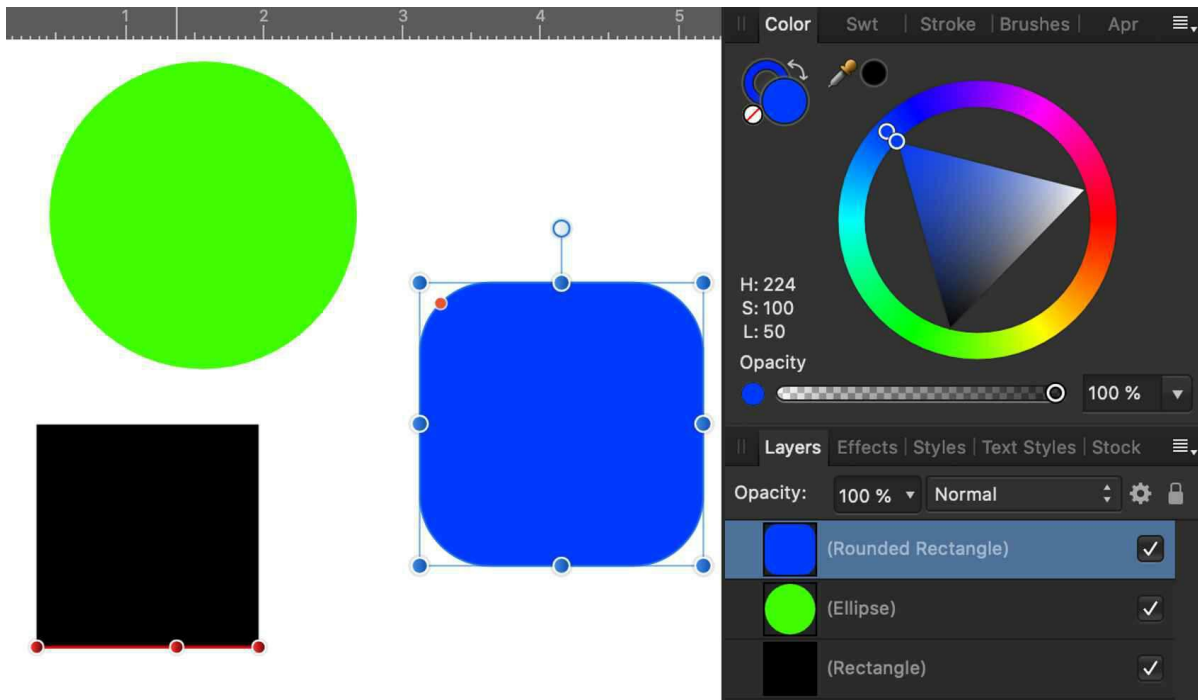 1 2 3 4 5
Color Swt Stroke Brushes Apr
H: 224
S: 100
L: 50
Opacity
100 %
Layers Effects Styles Text Styles Stock
Opacity: 100 % Normal
(Rounded Rectangle)
(Ellipse)
(Rectangle)